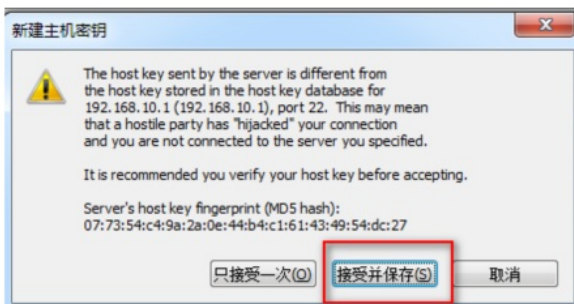 新建主机密钥
The host key sent by the server is different from
the host key stored in the host key database for
192.168.10.1 (192.168.10.1), port 22.  This may mean
that a hostile party has "hijacked" your connection
and you are not connected to the server you specified.
It is recommended you verify your host key before accepting.
Server's host key fingerprint (MD5 hash):
07:73:54:c4:9a:2a:0e:44:b4:c1:61:43:49:54:dc:27
只接受一次(O) 接受并保存(S) 取消